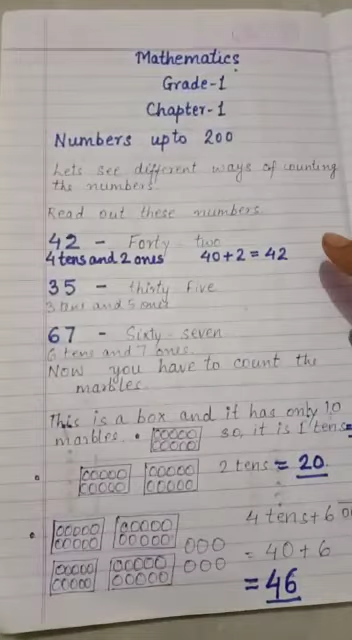 Mathematics
Grade-1
Chapter-1
Numbers upto 200
Lets see different ways of counting
the numbers.
Read out these numbers.
42 - Forty two
4 tens and 2 ones 40+2=42
35 - thirty five
3 tens and 5 ones
67 - Sixty seven
6 tens and 7 ones.
Now you have to count the
marbles.
This is a box and it has only 10
marbles. so, it is 1 tens=
2 tens = 20
4 tens+6
= 40+6
= 46